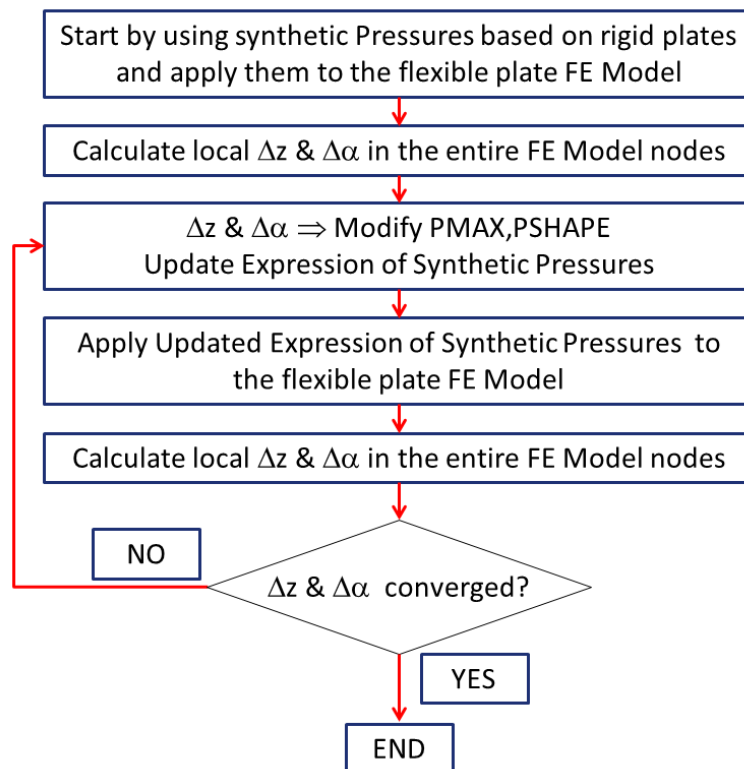 Start by using synthetic Pressures based on rigid plates
and apply them to the flexible plate FE Model
Calculate local Δz & Δα in the entire FE Model nodes
Δz & Δα ⇒ Modify PMAX,PSHAPE
Update Expression of Synthetic Pressures
Apply Updated Expression of Synthetic Pressures to
the flexible plate FE Model
Calculate local Δz & Δα in the entire FE Model nodes
NO
Δz & Δα converged?
YES
END